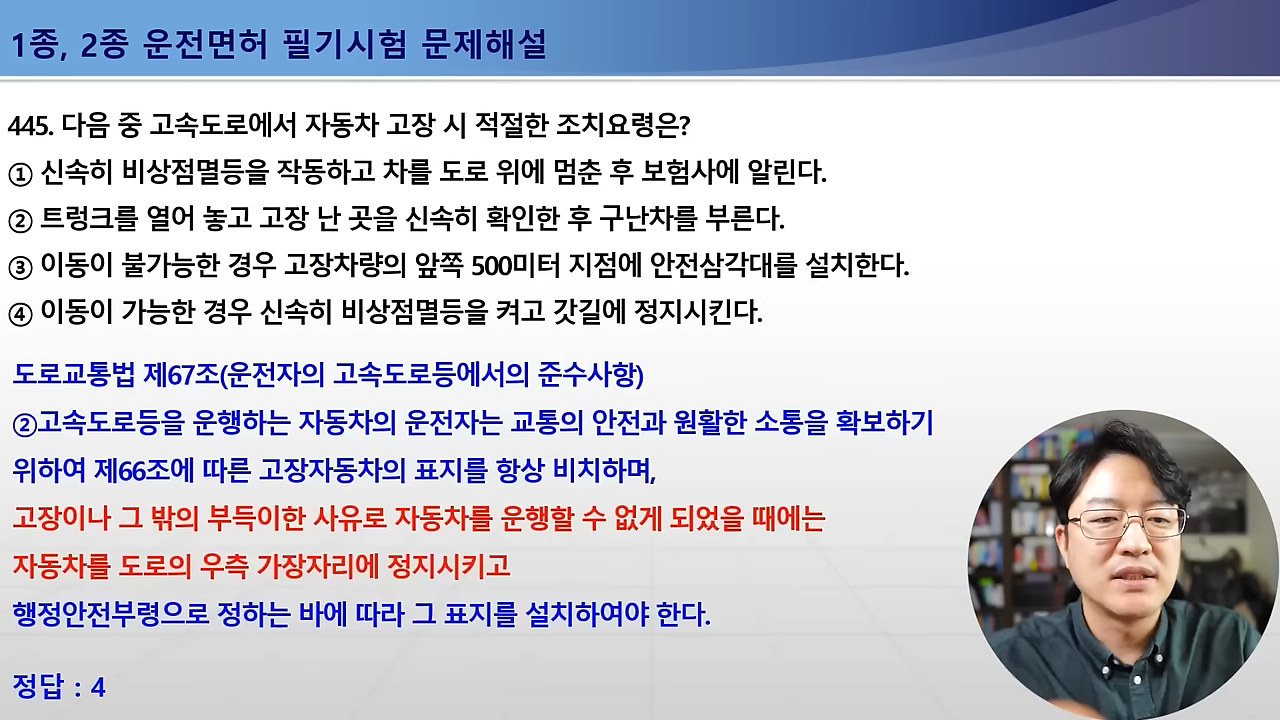 1종, 2종 운전면허 필기시험 문제해설
445. 다음 중 고속도로에서 자동차 고장 시 적절한 조치요령은?
① 신속히 비상점멸등을 작동하고 차를 도로 위에 멈춘 후 보험사에 알린다.
② 트렁크를 열어 놓고 고장 난 곳을 신속히 확인한 후 구난차를 부른다.
③ 이동이 불가능한 경우 고장차량의 앞쪽 500미터 지점에 안전삼각대를 설치한다.
④ 이동이 가능한 경우 신속히 비상점멸등을 켜고 갓길에 정지시킨다.
도로교통법 제67조(운전자의 고속도로등에서의 준수사항)
②고속도로등을 운행하는 자동차의 운전자는 교통의 안전과 원활한 소통을 확보하기
위하여 제66조에 따른 고장자동차의 표지를 항상 비치하며,
고장이나 그 밖의 부득이한 사유로 자동차를 운행할 수 없게 되었을 때에는
자동차를 도로의 우측 가장자리에 정지시키고
행정안전부령으로 정하는 바에 따라 그 표지를 설치하여야 한다.
정답 : 4